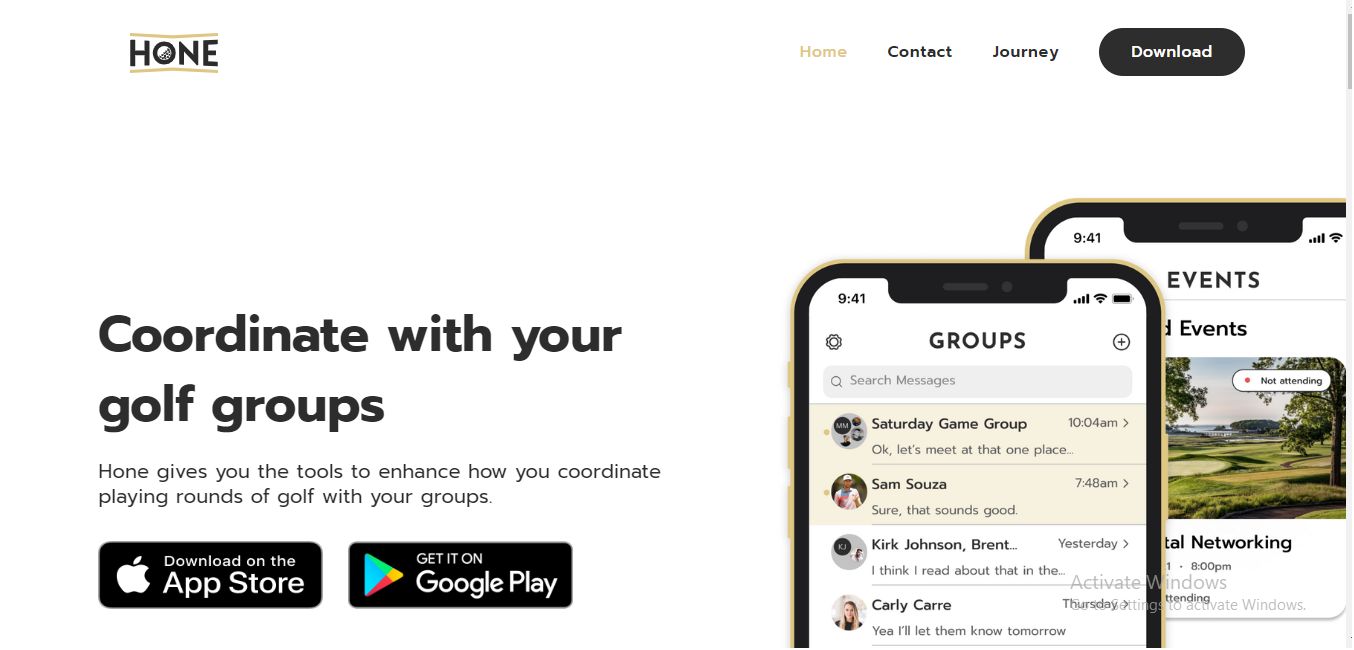 HONE
Home
Contact
Journey
Download
Coordinate with your
golf groups
Hone gives you the tools to enhance how you coordinate
playing rounds of golf with your groups.
Download on the
App Store
GET IT ON
Google Play
9:41
GROUPS
Search Messages
MM
Saturday Game Group
10:04am
Ok, let's meet at that one place...
Sam Souza
7:48am
Sure, that sounds good.
KJ
Kirk Johnson, Brent...
Yesterday
I think I read about that in the...
Carly Carre
Thursday
Yea I'll let them know tomorrow
9:41
EVENTS
d Events
Not attending
tal Networking
1 · 8:00pm
ttending
Activate Windows
Go to Settings to activate Windows.